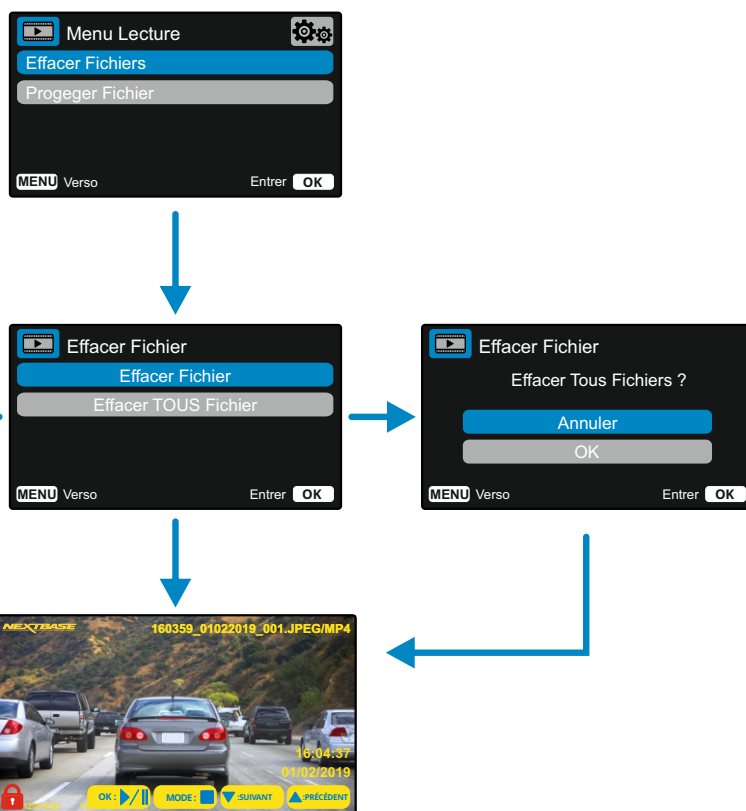 Menu Lecture
Effacer Fichiers
Progeger Fichier
MENU Verso Entrer OK
Effacer Fichier
Effacer Fichier
Effacer TOUS Fichier
MENU Verso Entrer OK
Effacer Fichier
Effacer Tous Fichiers ?
Annuler
OK
MENU Verso Entrer OK
NEXTBASE 160359_01022019_001.JPEG/MP4
16:04:37
01/02/2019
OK : MODE : :SUIVANT :PRÉCÉDENT